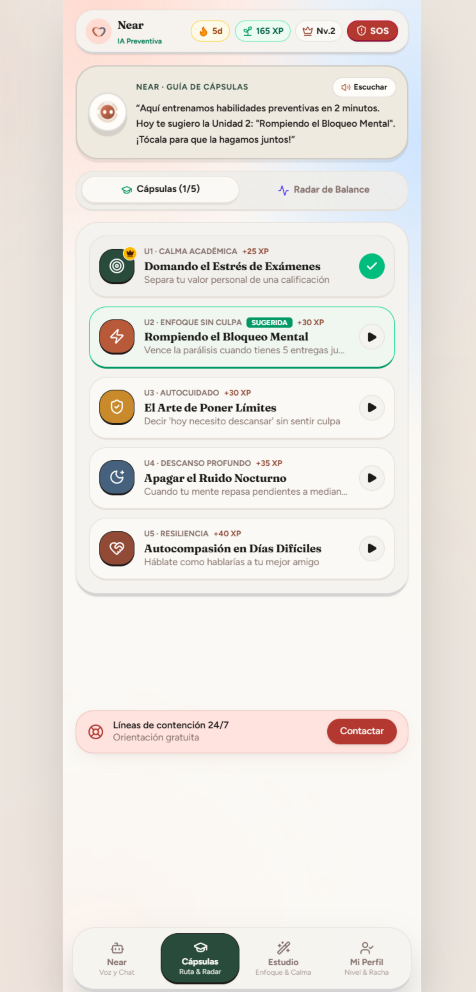 Near
IA Preventiva
5d
165 XP
Nv.2
SOS
NEAR · GUÍA DE CÁPSULAS
Escuchar
“Aquí entrenamos habilidades preventivas en 2 minutos.
Hoy te sugiero la Unidad 2: "Rompiendo el Bloqueo Mental".
¡Tócala para que la hagamos juntos!”
Cápsulas (1/5)
Radar de Balance
U1 · CALMA ACADÉMICA +25 XP
Domando el Estrés de Exámenes
Separa tu valor personal de una calificación
U2 · ENFOQUE SIN CULPA SUGERIDA +30 XP
Rompiendo el Bloqueo Mental
Vence la parálisis cuando tienes 5 entregas ju...
U3 · AUTOCUIDADO +30 XP
El Arte de Poner Límites
Decir 'hoy necesito descansar' sin sentir culpa
U4 · DESCANSO PROFUNDO +35 XP
Apagar el Ruido Nocturno
Cuando tu mente repasa pendientes a median...
U5 · RESILIENCIA +40 XP
Autocompasión en Días Difíciles
Háblate como hablarías a tu mejor amigo
Líneas de contención 24/7
Orientación gratuita
Contactar
Near
Voz y Chat
Cápsulas
Ruta & Radar
Estudio
Enfoque & Calma
Mi Perfil
Nivel & Racha